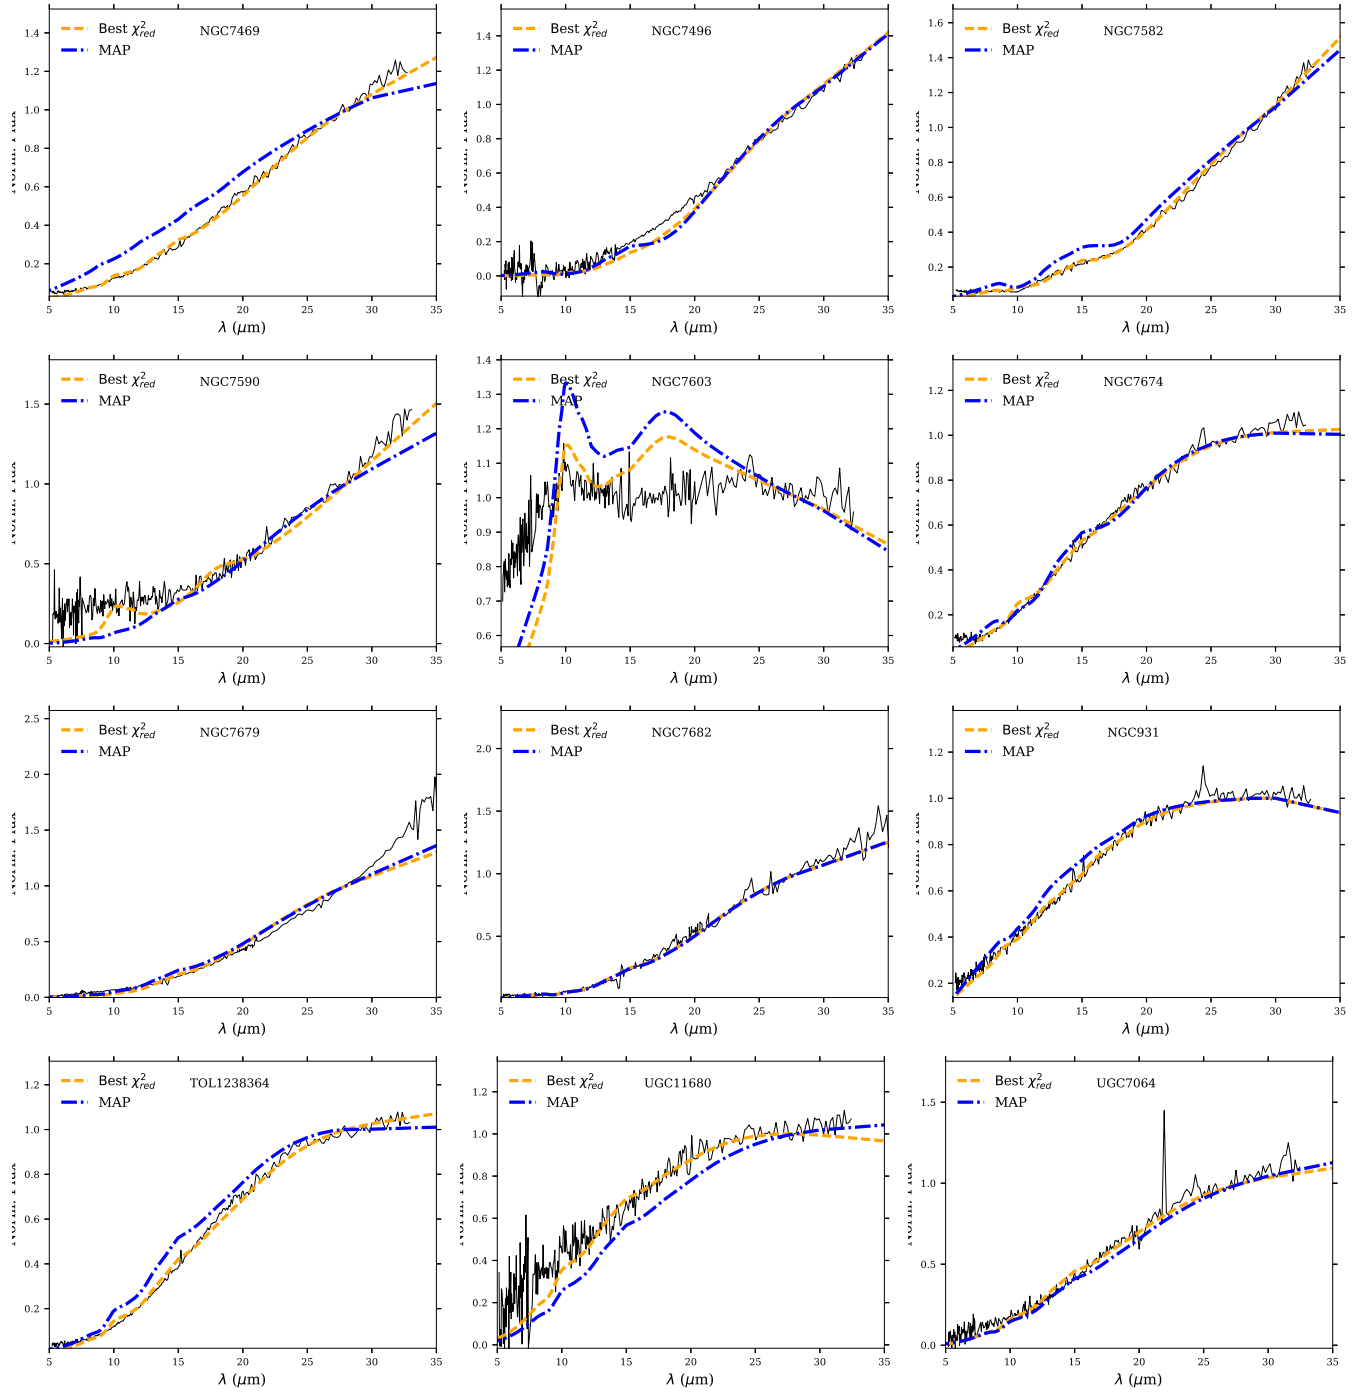 Best χ²red NGC7469
MAP
1.4
1.2
1.0
0.8
0.6
0.4
0.2
5 10 15 20 25 30 35
λ (μm)
Best χ²red NGC7496
MAP
1.4
1.2
1.0
0.8
0.6
0.4
0.2
0.0
5 10 15 20 25 30 35
λ (μm)
Best χ²red NGC7582
MAP
1.6
1.4
1.2
1.0
0.8
0.6
0.4
0.2
5 10 15 20 25 30 35
λ (μm)
Best χ²red NGC7590
MAP
1.5
1.0
0.5
0.0
5 10 15 20 25 30 35
λ (μm)
Best χ²red NGC7603
MAP
1.4
1.3
1.2
1.1
1.0
0.9
0.8
0.7
0.6
5 10 15 20 25 30 35
λ (μm)
Best χ²red NGC7674
MAP
1.2
1.0
0.8
0.6
0.4
0.2
5 10 15 20 25 30 35
λ (μm)
Best χ²red NGC7679
MAP
2.5
2.0
1.5
1.0
0.5
0.0
5 10 15 20 25 30 35
λ (μm)
Best χ²red NGC7682
MAP
2.0
1.5
1.0
0.5
5 10 15 20 25 30 35
λ (μm)
Best χ²red NGC931
MAP
1.2
1.0
0.8
0.6
0.4
0.2
5 10 15 20 25 30 35
λ (μm)
Best χ²red TOL1238364
MAP
1.2
1.0
0.8
0.6
0.4
0.2
5 10 15 20 25 30 35
λ (μm)
Best χ²red UGC11680
MAP
1.2
1.0
0.8
0.6
0.4
0.2
0.0
5 10 15 20 25 30 35
λ (μm)
Best χ²red UGC7064
MAP
1.5
1.0
0.5
0.0
5 10 15 20 25 30 35
λ (μm)